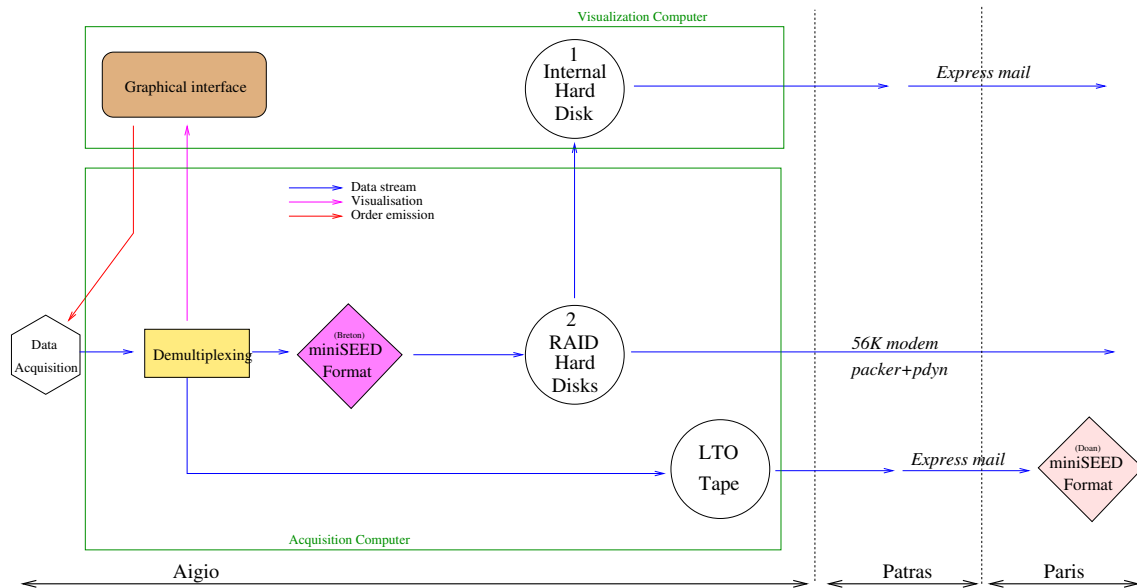 Visualization Computer
Graphical interface
1
Internal
Hard
Disk
Express mail
Data stream
Visualisation
Order emission
Data
Acquisition
Demultiplexing
(Breton)
miniSEED
Format
2
RAID
Hard
Disks
56K modem
packer+pdyn
LTO
Tape
Express mail
(Doan)
miniSEED
Format
Acquisition Computer
Aigio
Patras
Paris